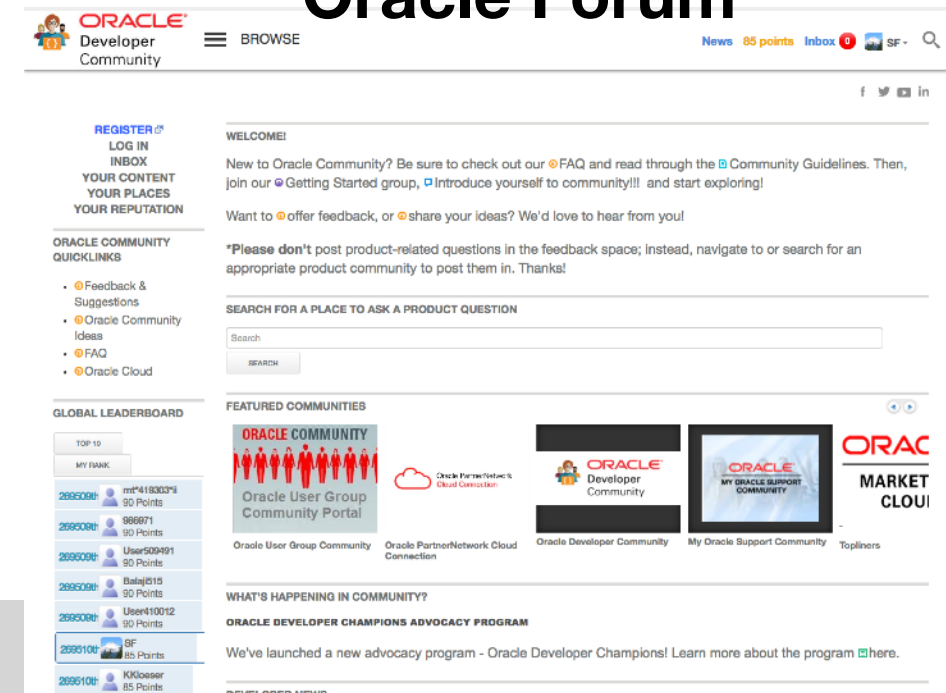 Oracle Forum
ORACLE
Developer
Community
BROWSE
News 85 points Inbox 0 SF
REGISTER
LOG IN
INBOX
YOUR CONTENT
YOUR PLACES
YOUR REPUTATION
ORACLE COMMUNITY
QUICKLINKS
Feedback &
Suggestions
Oracle Community
Ideas
FAQ
Oracle Cloud
GLOBAL LEADERBOARD
TOP 10
MY RANK
269509th mt*419303*ii
90 Points
269509th 986971
90 Points
269509th User509491
90 Points
269509th Balaji515
90 Points
269509th User410012
90 Points
269510th SF
85 Points
269510th KKloeser
85 Points
WELCOME!
New to Oracle Community? Be sure to check out our FAQ and read through the Community Guidelines. Then,
join our Getting Started group, Introduce yourself to community!!! and start exploring!
Want to offer feedback, or share your ideas? We'd love to hear from you!
*Please don't post product-related questions in the feedback space; instead, navigate to or search for an
appropriate product community to post them in. Thanks!
SEARCH FOR A PLACE TO ASK A PRODUCT QUESTION
Search
SEARCH
FEATURED COMMUNITIES
ORACLE COMMUNITY
Oracle User Group
Community Portal
Oracle User Group Community
Oracle PartnerNetwork
Cloud Connection
Oracle PartnerNetwork Cloud
Connection
ORACLE
Developer
Community
Oracle Developer Community
ORACLE
MY ORACLE SUPPORT
COMMUNITY
My Oracle Support Community
ORAC
MARKET
CLOU
Topliners
WHAT'S HAPPENING IN COMMUNITY?
ORACLE DEVELOPER CHAMPIONS ADVOCACY PROGRAM
We've launched a new advocacy program - Oracle Developer Champions! Learn more about the program here.
DEVELOPER NEWS